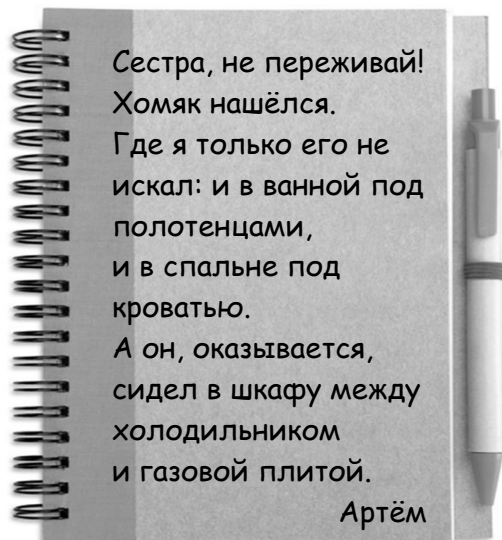 Сестра, не переживай!
Хомяк нашёлся.
Где я только его не
искал: и в ванной под
полотенцами,
и в спальне под
кроватью.
А он, оказывается,
сидел в шкафу между
холодильником
и газовой плитой.
Артём